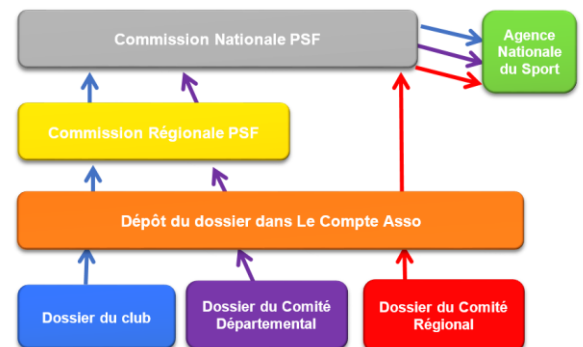 Commission Nationale PSF
Agence
Nationale
du Sport
Commission Régionale PSF
Dépôt du dossier dans Le Compte Asso
Dossier du club
Dossier du Comité
Départemental
Dossier du Comité
Régional